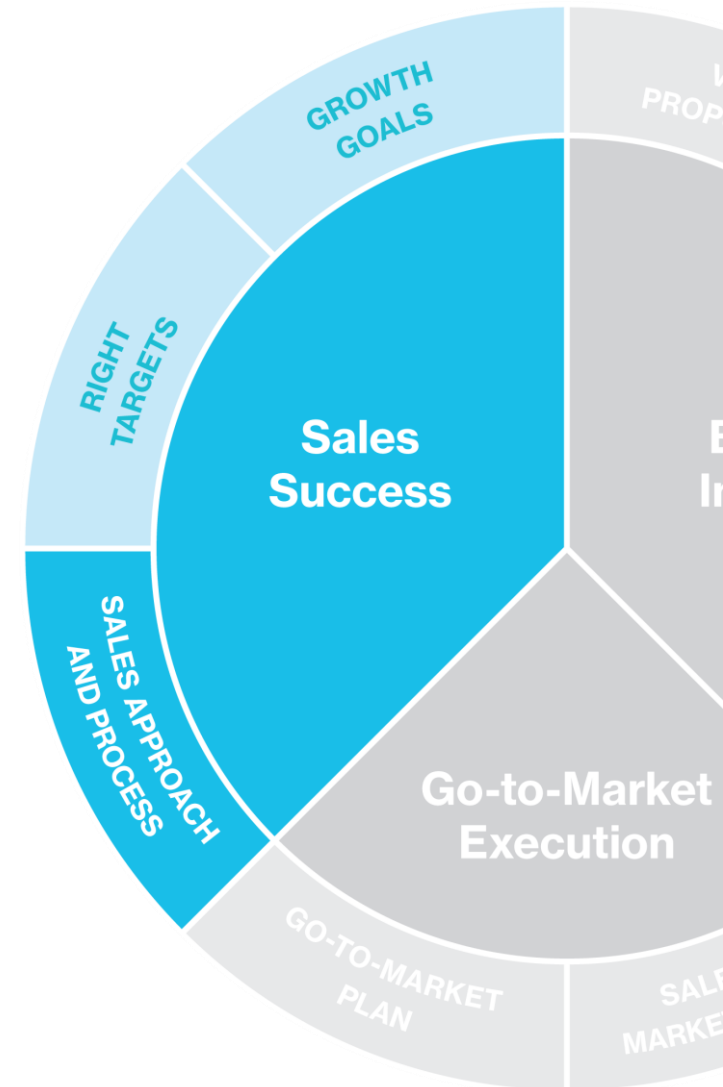 GROWTH
GOALS
RIGHT
TARGETS
Sales
Success
SALES APPROACH
AND PROCESS
Go-to-Market
Execution
GO-TO-MARKET
PLAN